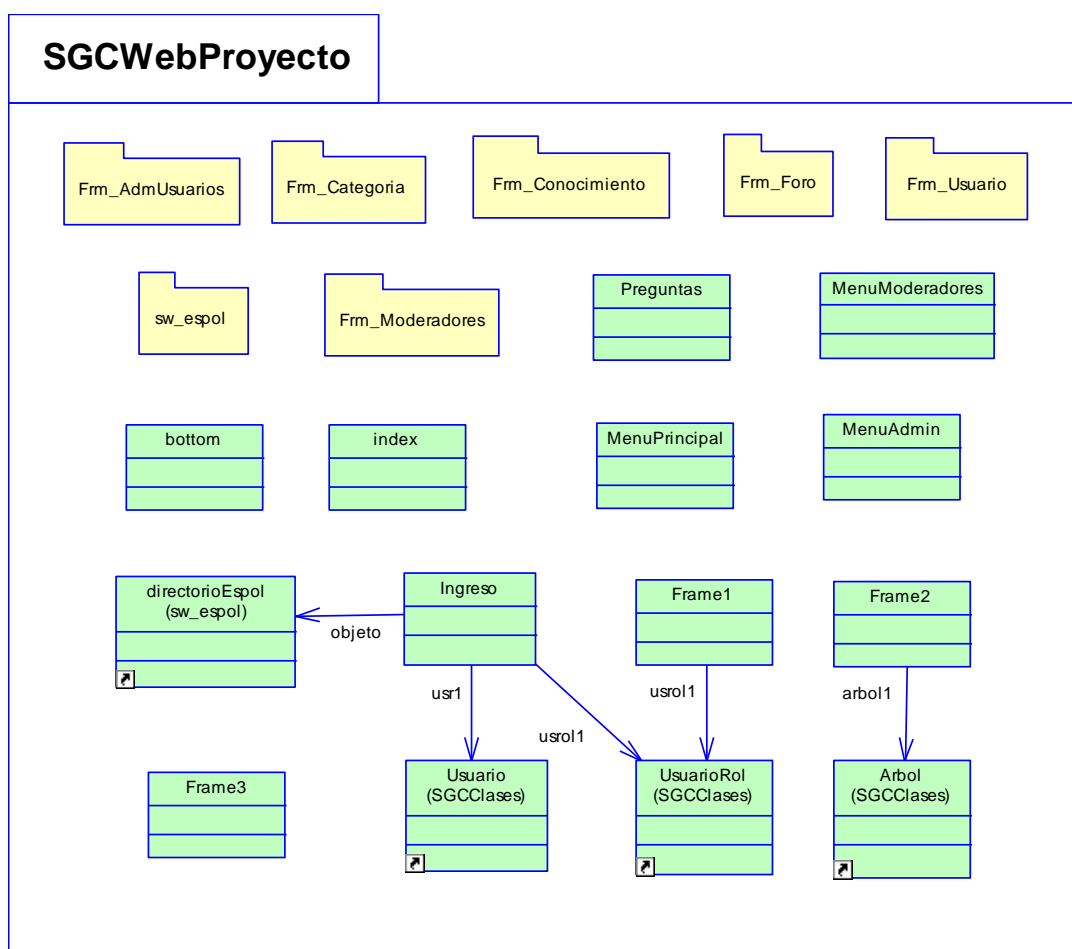 SGCWebProyecto
Frm_AdmUsuarios
Frm_Categoria
Frm_Conocimiento
Frm_Foro
Frm_Usuario
sw_espol
Frm_Moderadores
Preguntas
MenuModeradores
bottom
index
MenuPrincipal
MenuAdmin
directorioEspol
(sw_espol)
objeto
Ingreso
Frame1
Frame2
usr1
usrol1
usrol1
arbol1
Frame3
Usuario
(SGCClases)
UsuarioRol
(SGCClases)
Arbol
(SGCClases)